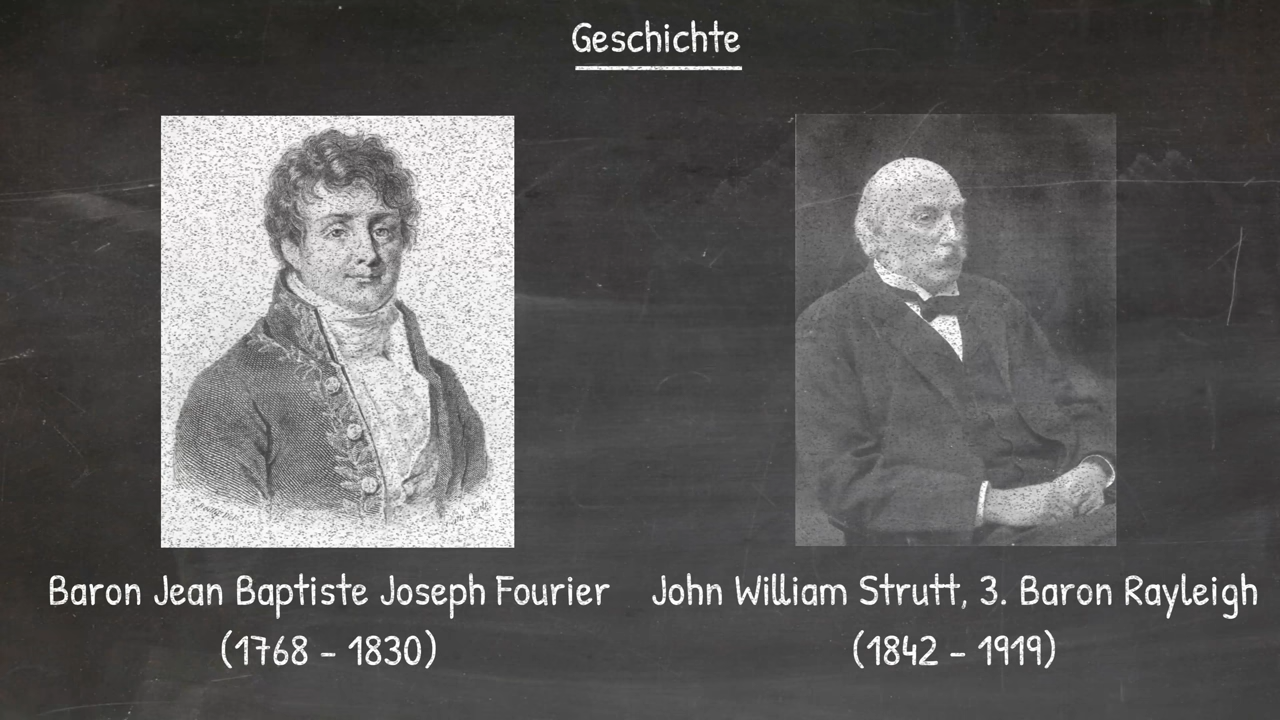 Geschichte
Baron Jean Baptiste Joseph Fourier
(1768 – 1830)
John William Strutt, 3. Baron Rayleigh
(1842 – 1919)